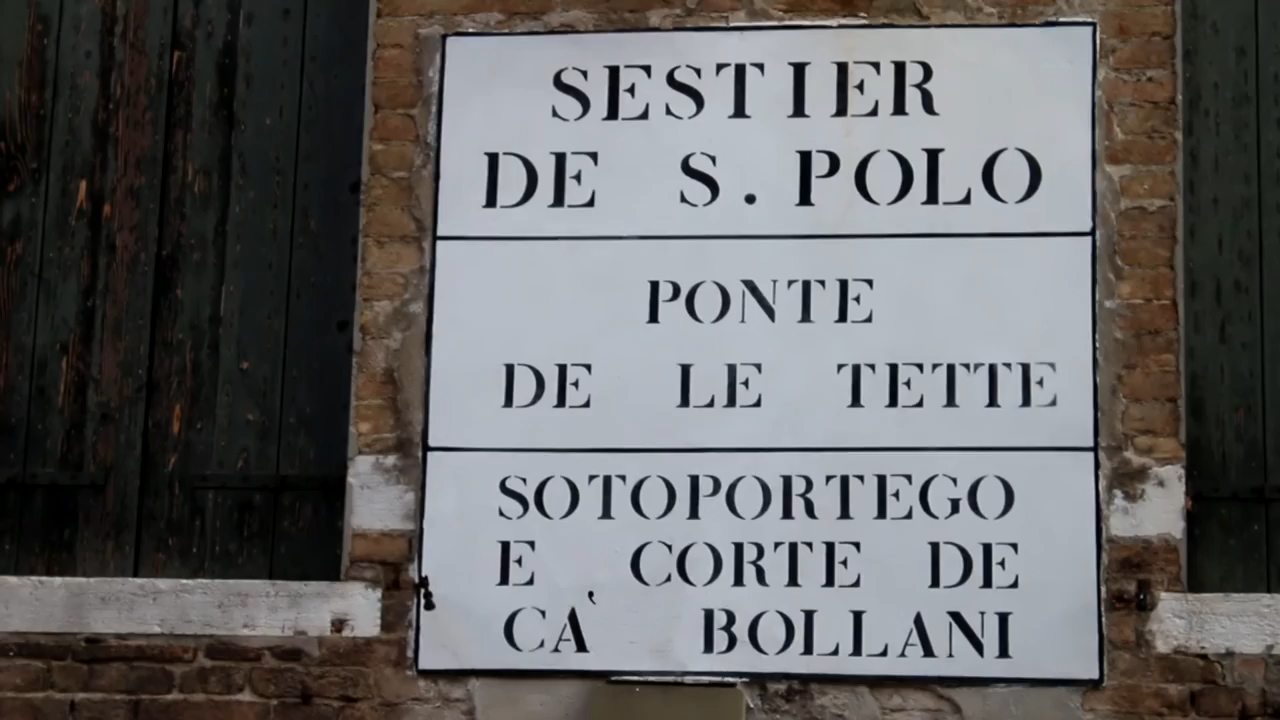 SESTIER
DE S. POLO
PONTE
DE LE TETTE
SOTOPORTEGO
E CORTE DE
CA' BOLLANI